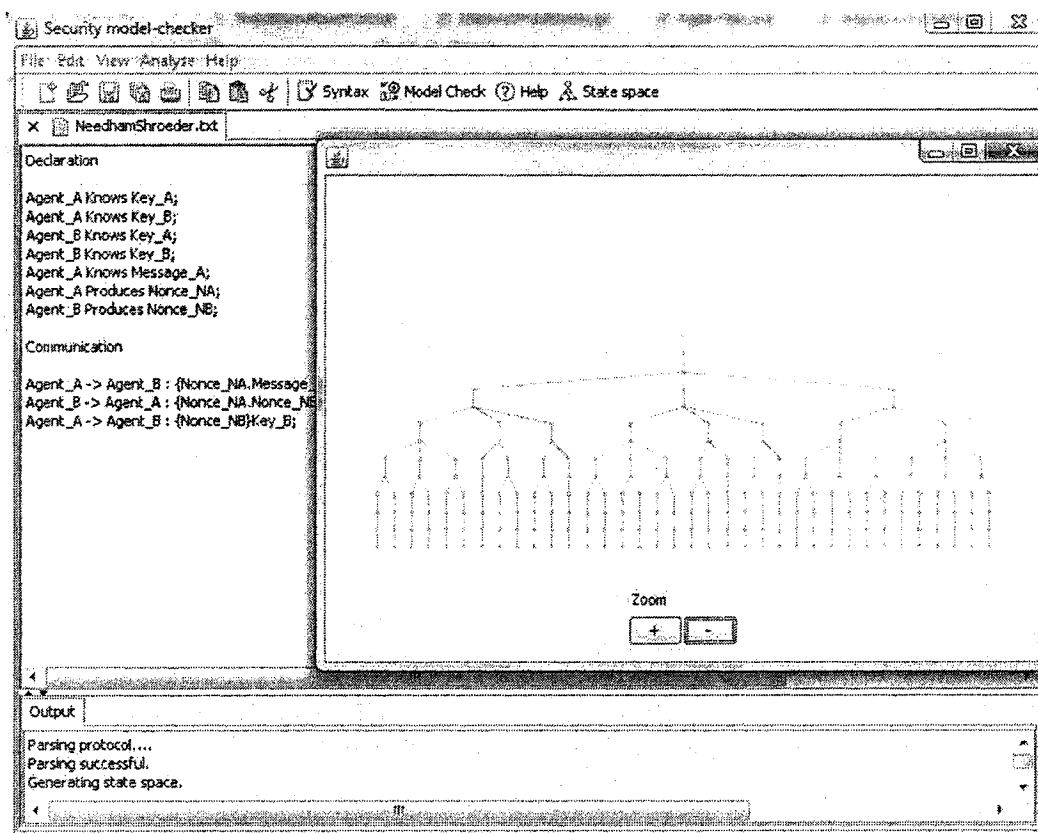 Security model-checker
File Edit View Analyse Help
Syntax Model Check Help State space
NeedhamShroeder.txt
Declaration
Agent_A Knows Key_A;
Agent_A Knows Key_B;
Agent_B Knows Key_A;
Agent_B Knows Key_B;
Agent_A Knows Message_A;
Agent_A Produces Nonce_NA;
Agent_B Produces Nonce_NB;
Communication
Agent_A -> Agent_B : {Nonce_NA.Message_
Agent_B -> Agent_A : {Nonce_NA.Nonce_NB
Agent_A -> Agent_B : {Nonce_NB}Key_B;
Zoom
+ -
Output
Parsing protocol....
Parsing successful.
Generating state space.